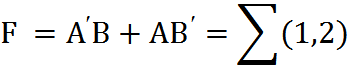 F = A′B + AB′ = ∑(1,2)